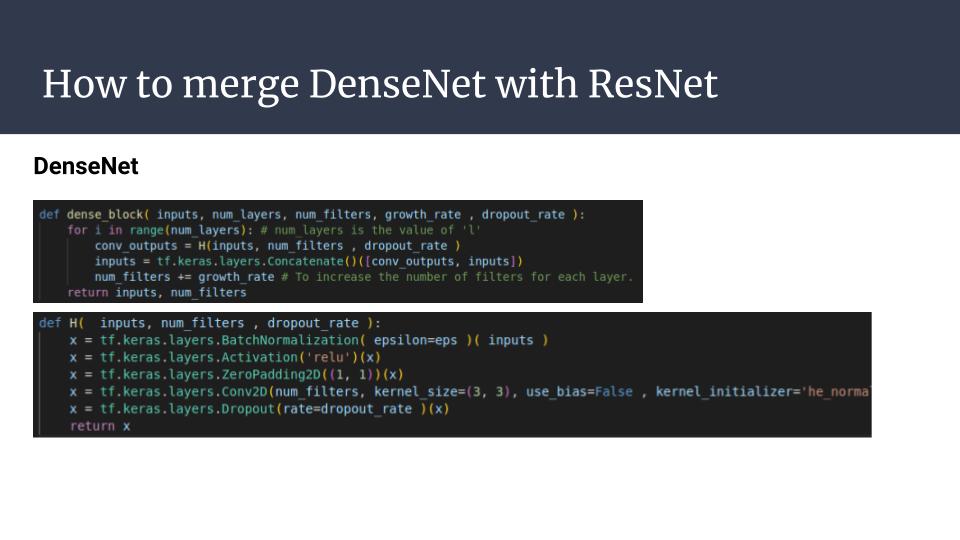 How to merge DenseNet with ResNet
DenseNet
def dense_block( inputs, num_layers, num_filters, growth_rate , dropout_rate ):
    for i in range(num_layers): # num_layers is the value of 'l'
        conv_outputs = H(inputs, num_filters , dropout_rate )
        inputs = tf.keras.layers.Concatenate()([conv_outputs, inputs])
        num_filters += growth_rate # To increase the number of filters for each layer.
    return inputs, num_filters
def H(  inputs, num_filters , dropout_rate ):
    x = tf.keras.layers.BatchNormalization( epsilon=eps )( inputs )
    x = tf.keras.layers.Activation('relu')(x)
    x = tf.keras.layers.ZeroPadding2D((1, 1))(x)
    x = tf.keras.layers.Conv2D(num_filters, kernel_size=(3, 3), use_bias=False , kernel_initializer='he_norma
    x = tf.keras.layers.Dropout(rate=dropout_rate )(x)
    return x